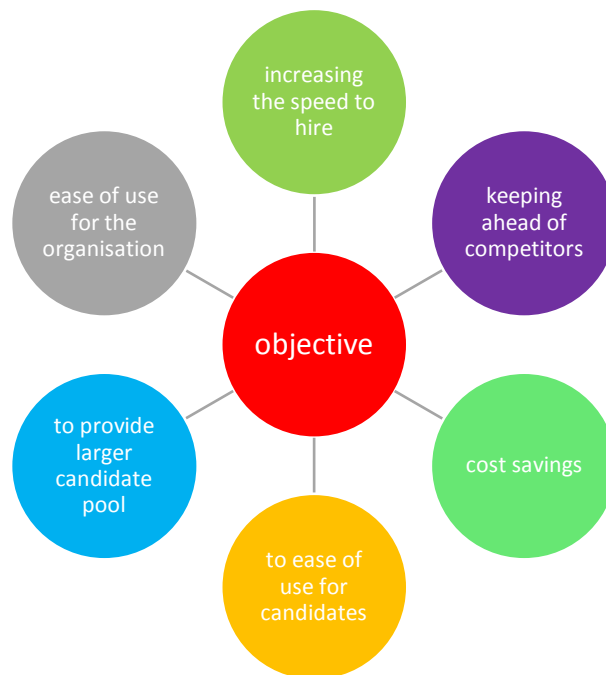 increasing
the speed to
hire
keeping
ahead of
competitors
cost savings
to ease of
use for
candidates
to provide
larger
candidate
pool
ease of use
for the
organisation
objective